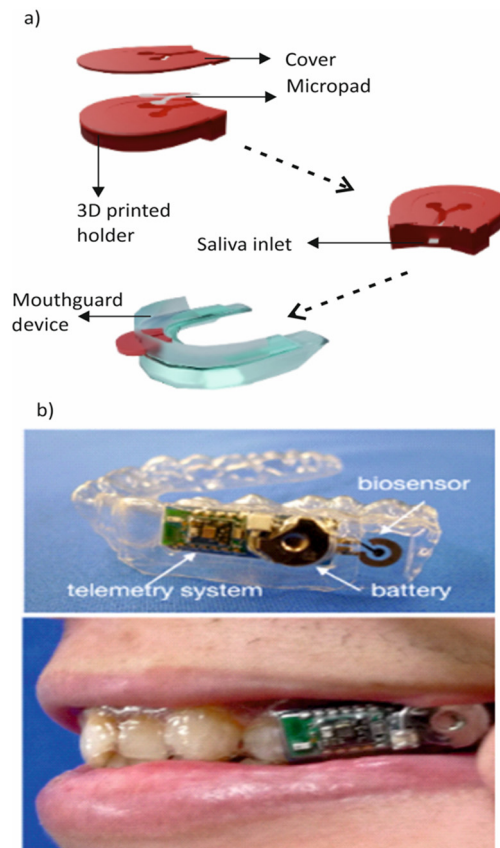 a)
Cover
Micropad
3D printed
holder
Saliva inlet
Mouthguard
device
b)
biosensor
telemetry system
battery